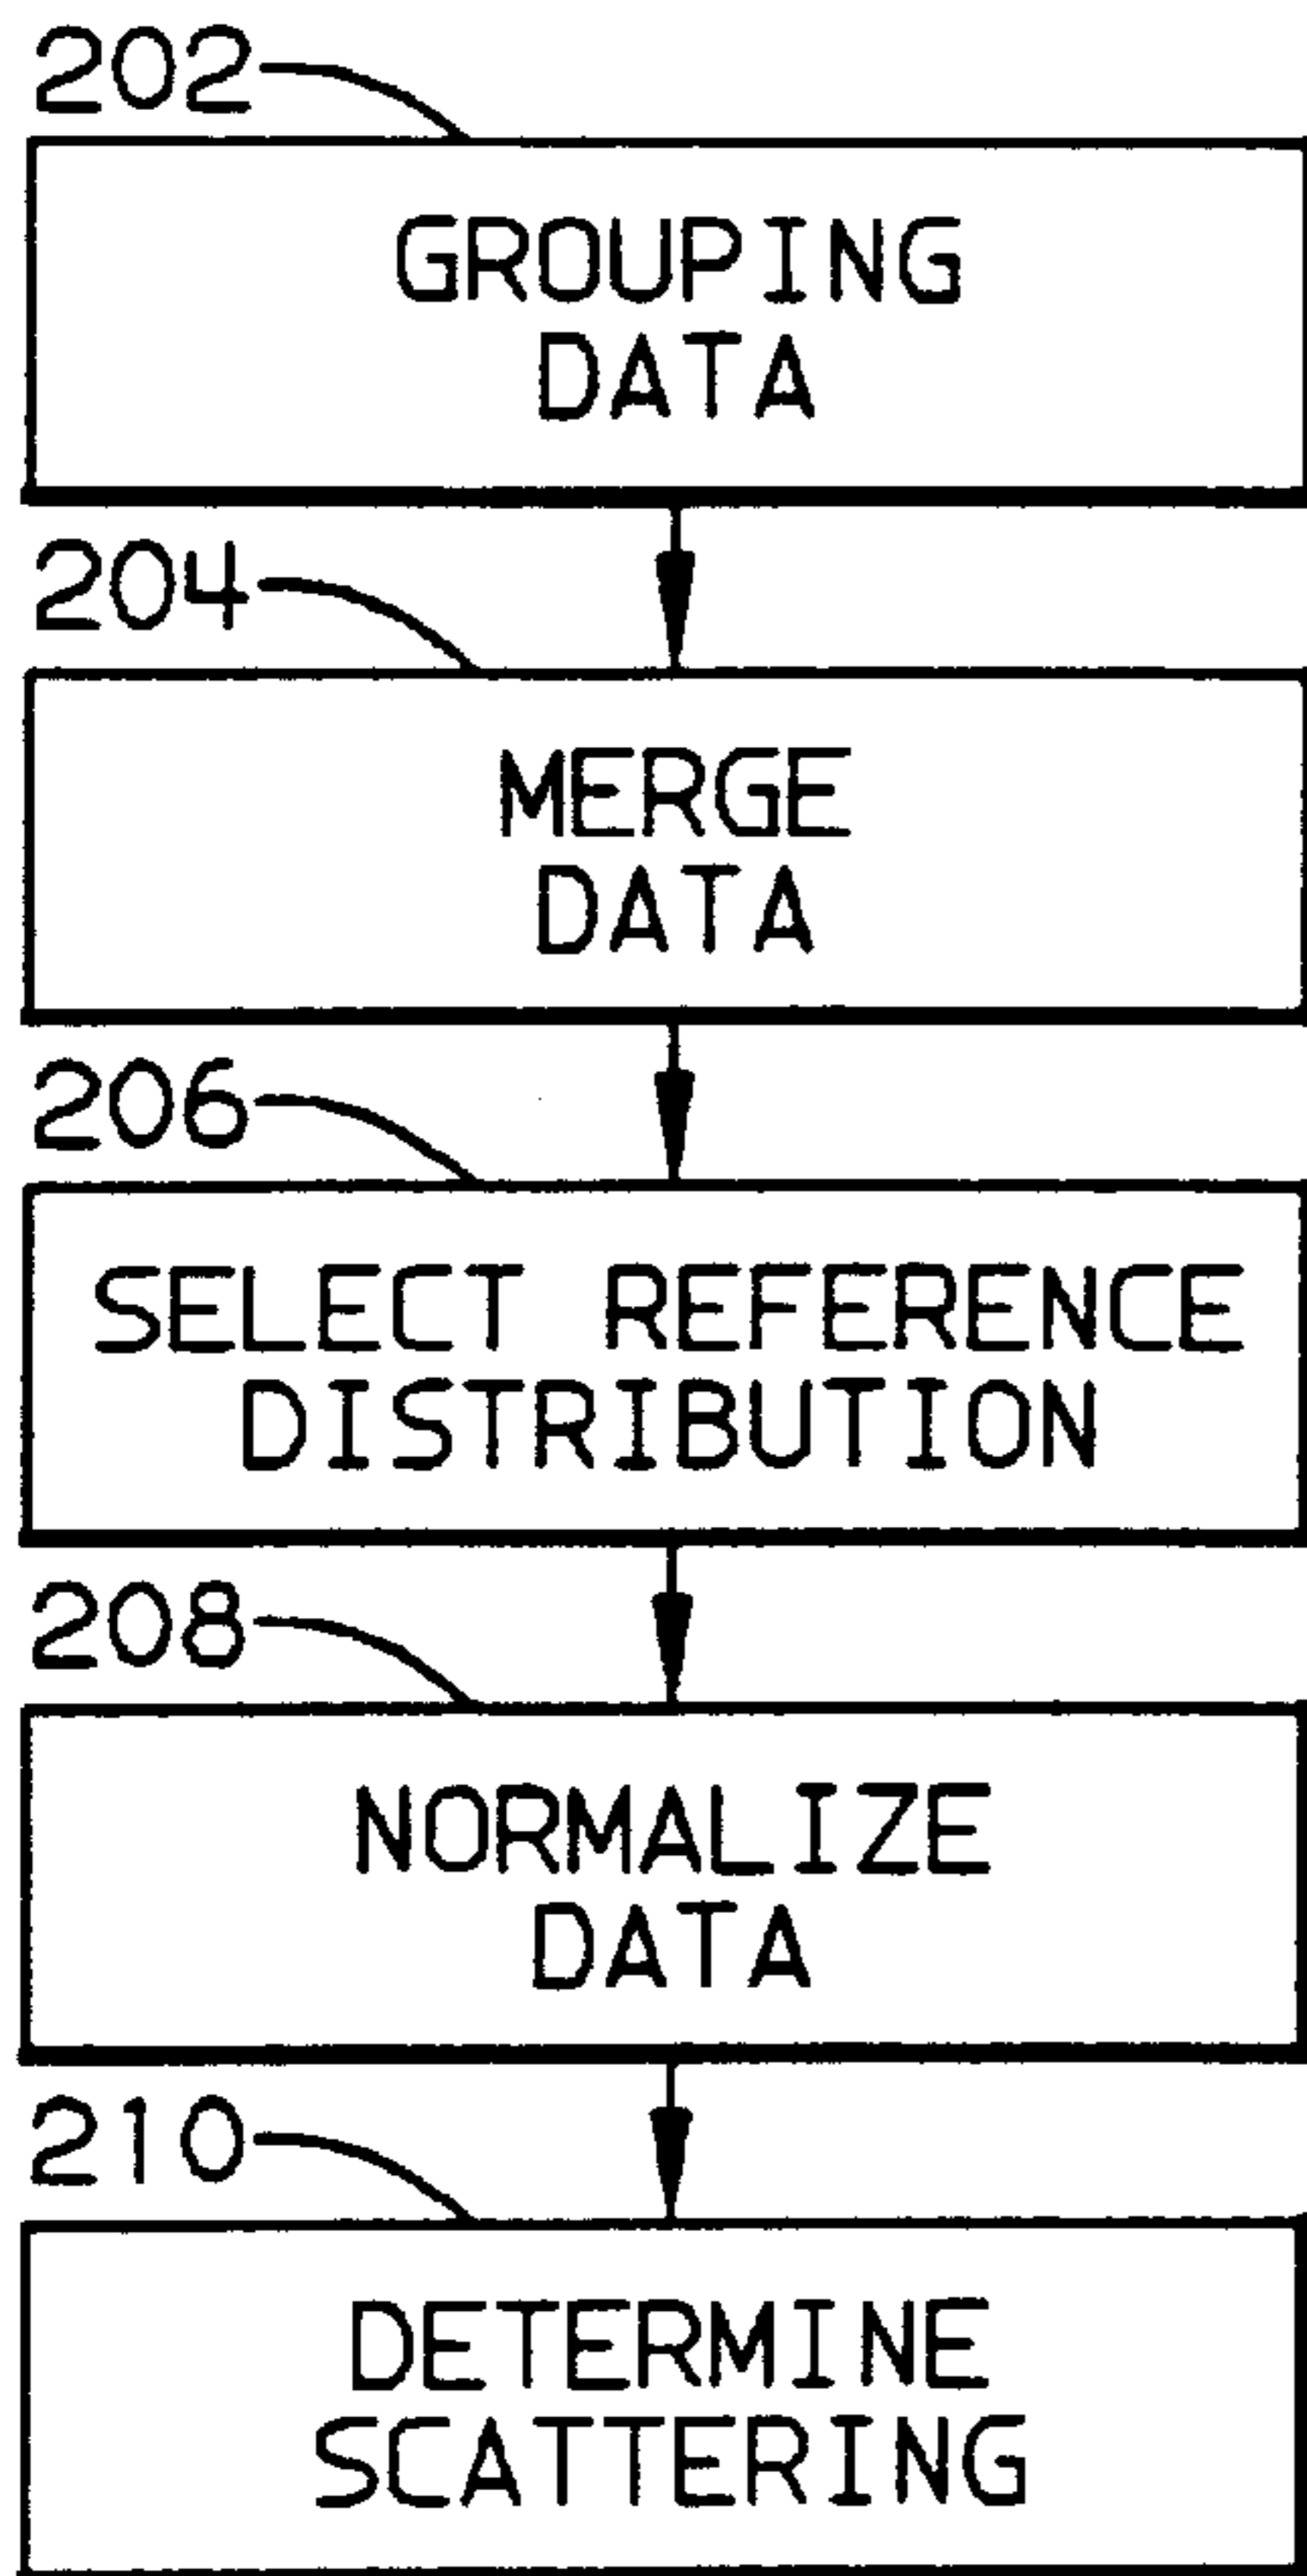 202
GROUPING
DATA
204
MERGE
DATA
206
SELECT REFERENCE
DISTRIBUTION
208
NORMALIZE
DATA
210
DETERMINE
SCATTERING